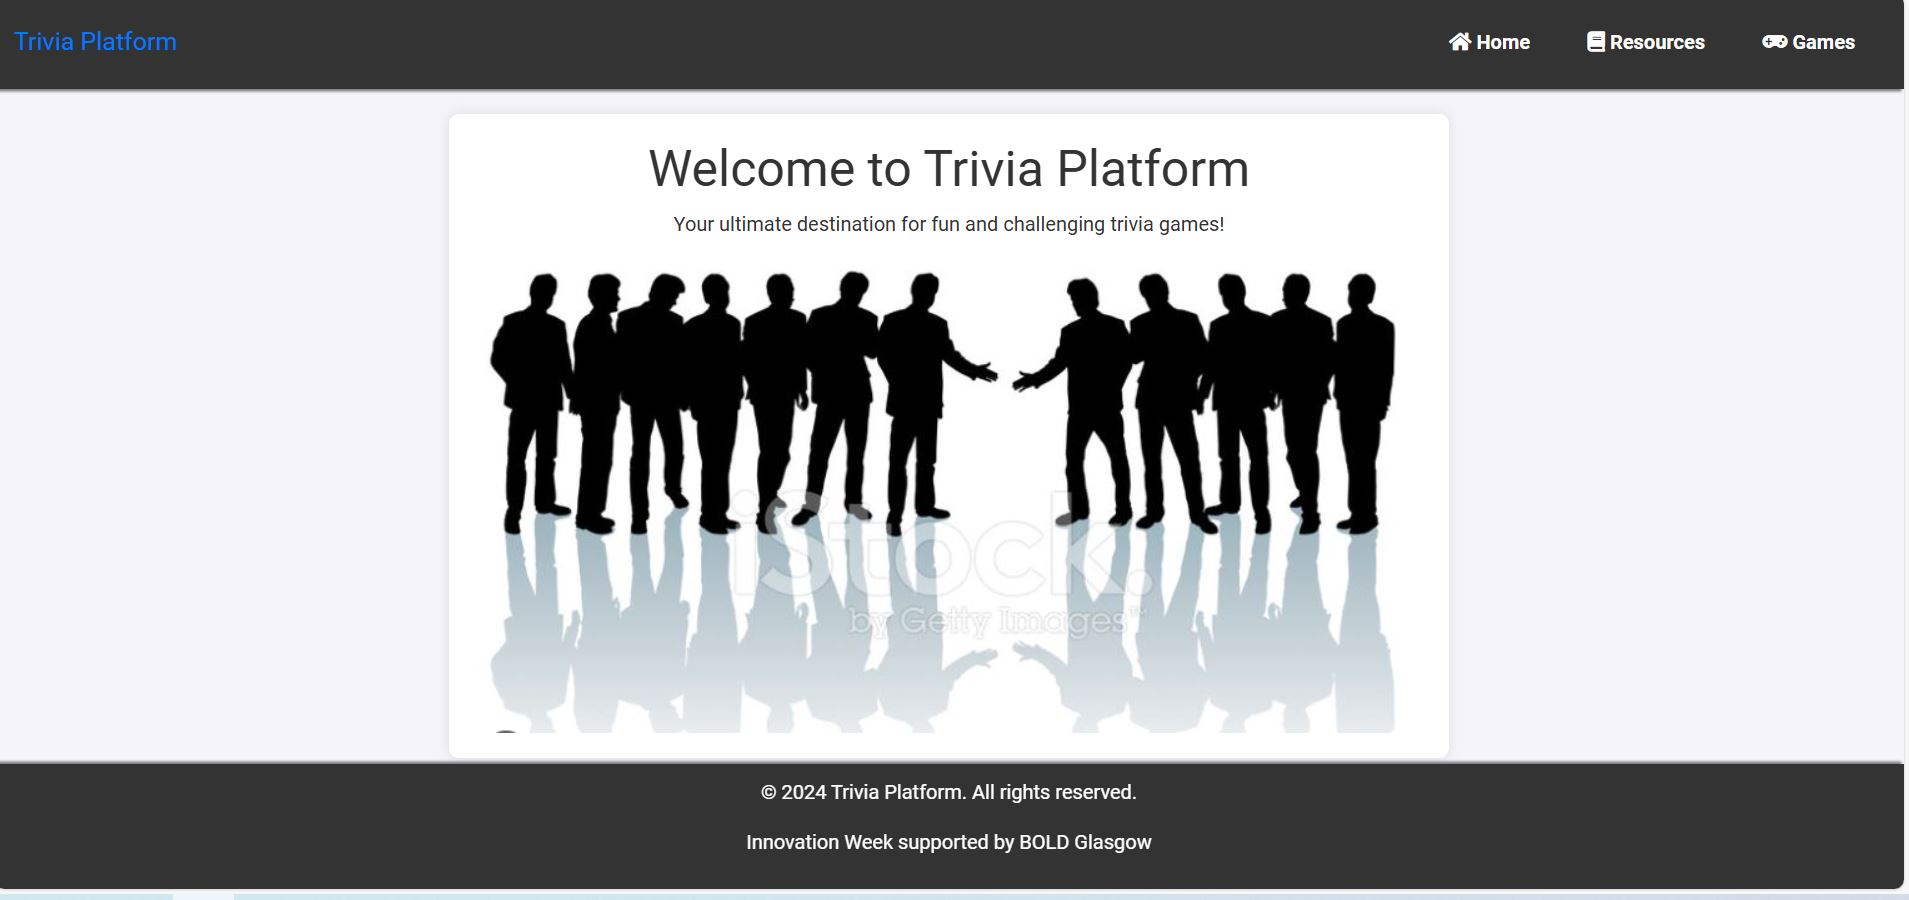 Trivia Platform
Home
Resources
Games
Welcome to Trivia Platform
Your ultimate destination for fun and challenging trivia games!
iStock.
by Getty Images™
© 2024 Trivia Platform. All rights reserved.
Innovation Week supported by BOLD Glasgow